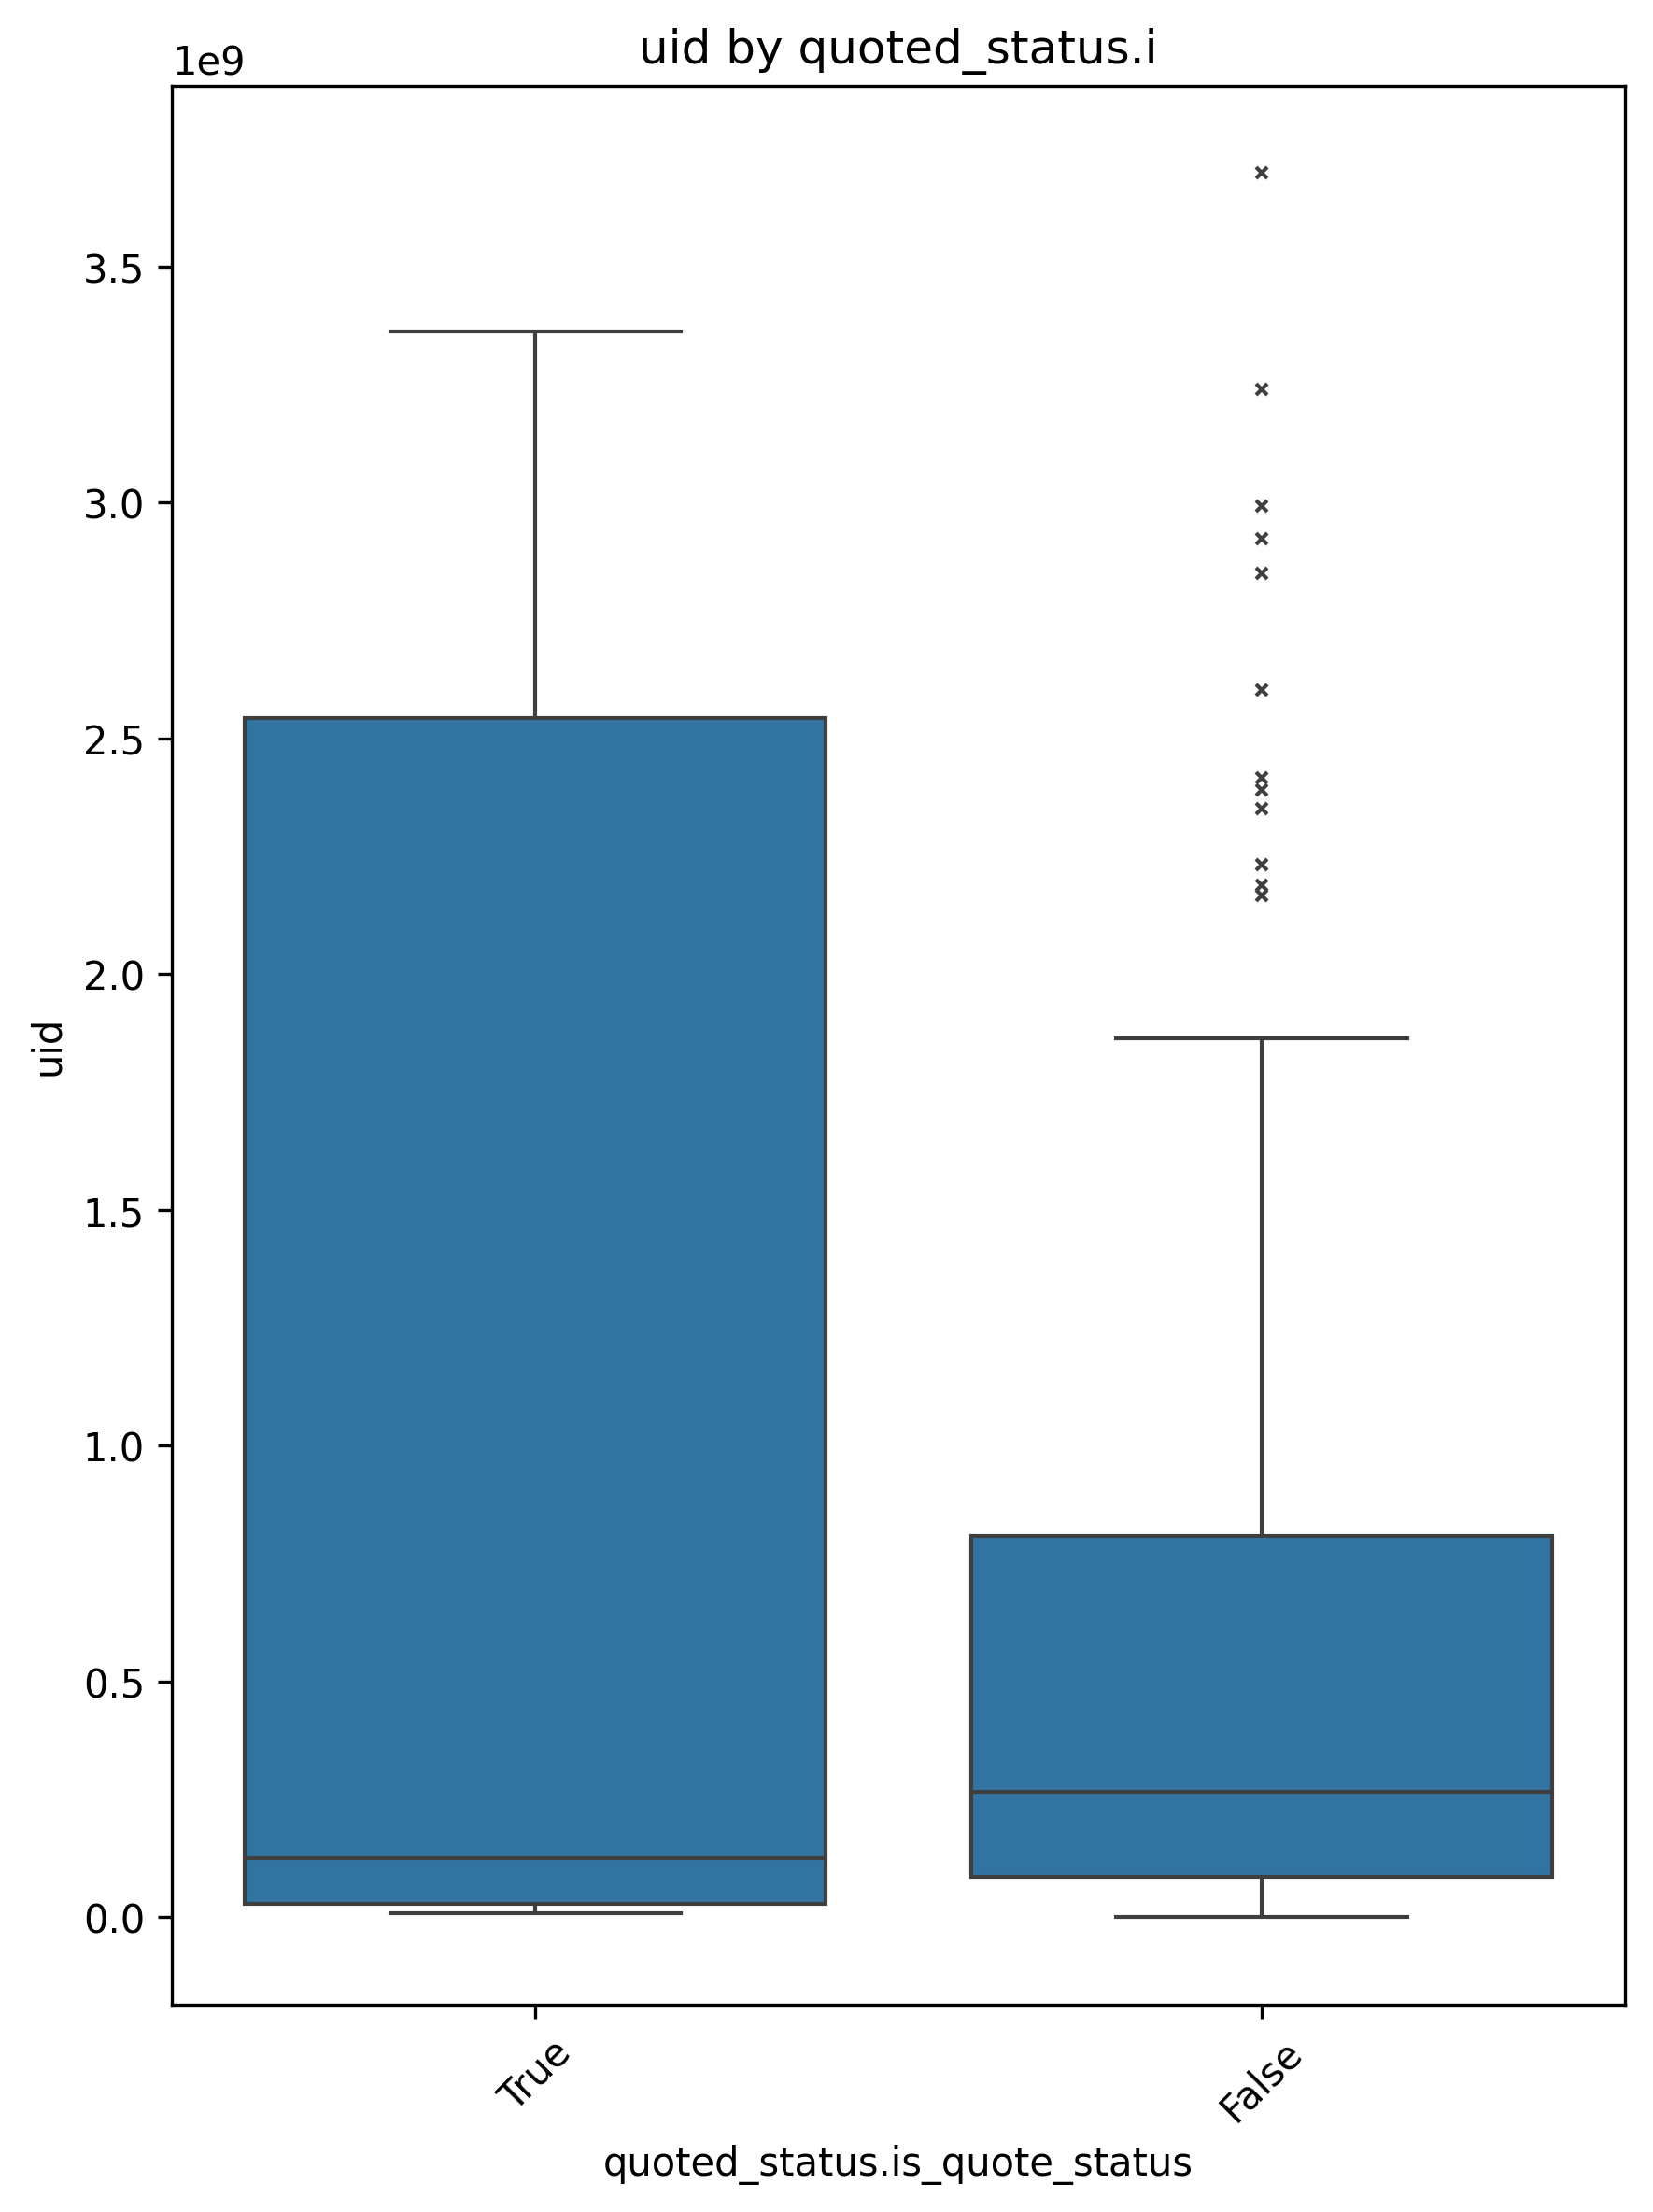 uid by quoted_status.i
1e9
3.5
3.0
2.5
2.0
1.5
1.0
0.5
0.0
uid
True
False
quoted_status.is_quote_status